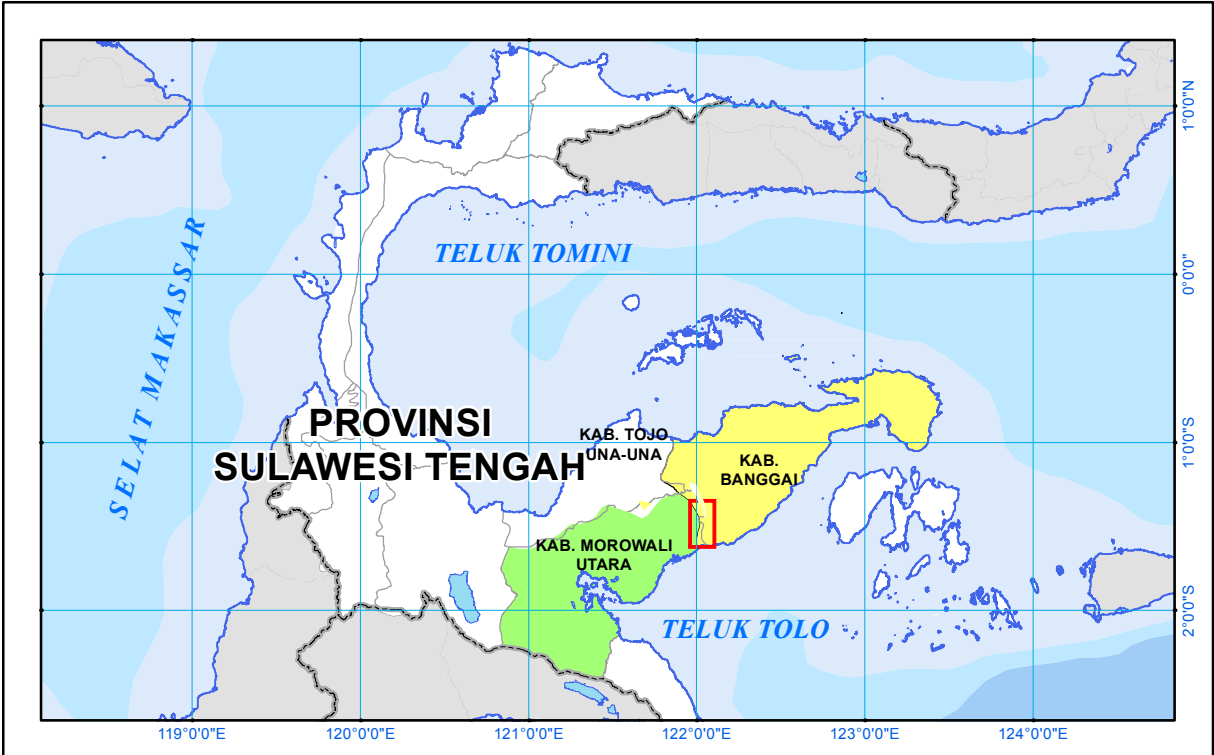 1°0'0"N
SELAT MAKASSAR
TELUK TOMINI
0°0'0"
PROVINSI
SULAWESI TENGAH
KAB. TOJO
UNA-UNA
KAB.
BANGGAI
1°0'0"S
KAB. MOROWALI
UTARA
TELUK TOLO
2°0'0"S
119°0'0"E
120°0'0"E
121°0'0"E
122°0'0"E
123°0'0"E
124°0'0"E